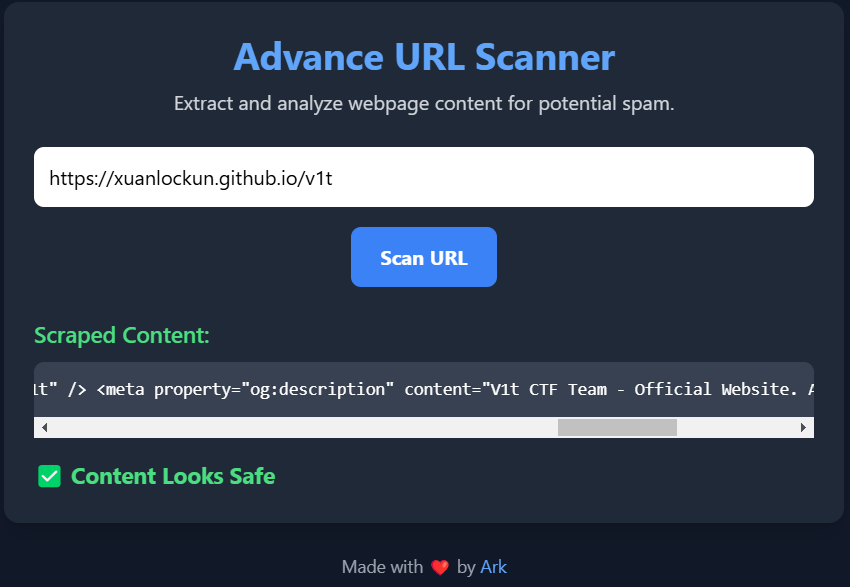 Advance URL Scanner
Extract and analyze webpage content for potential spam.
https://xuanlockun.github.io/v1t
Scan URL
Scraped Content:
1t" /> <meta property="og:description" content="V1t CTF Team - Official Website. A
Content Looks Safe
Made with ❤️ by Ark